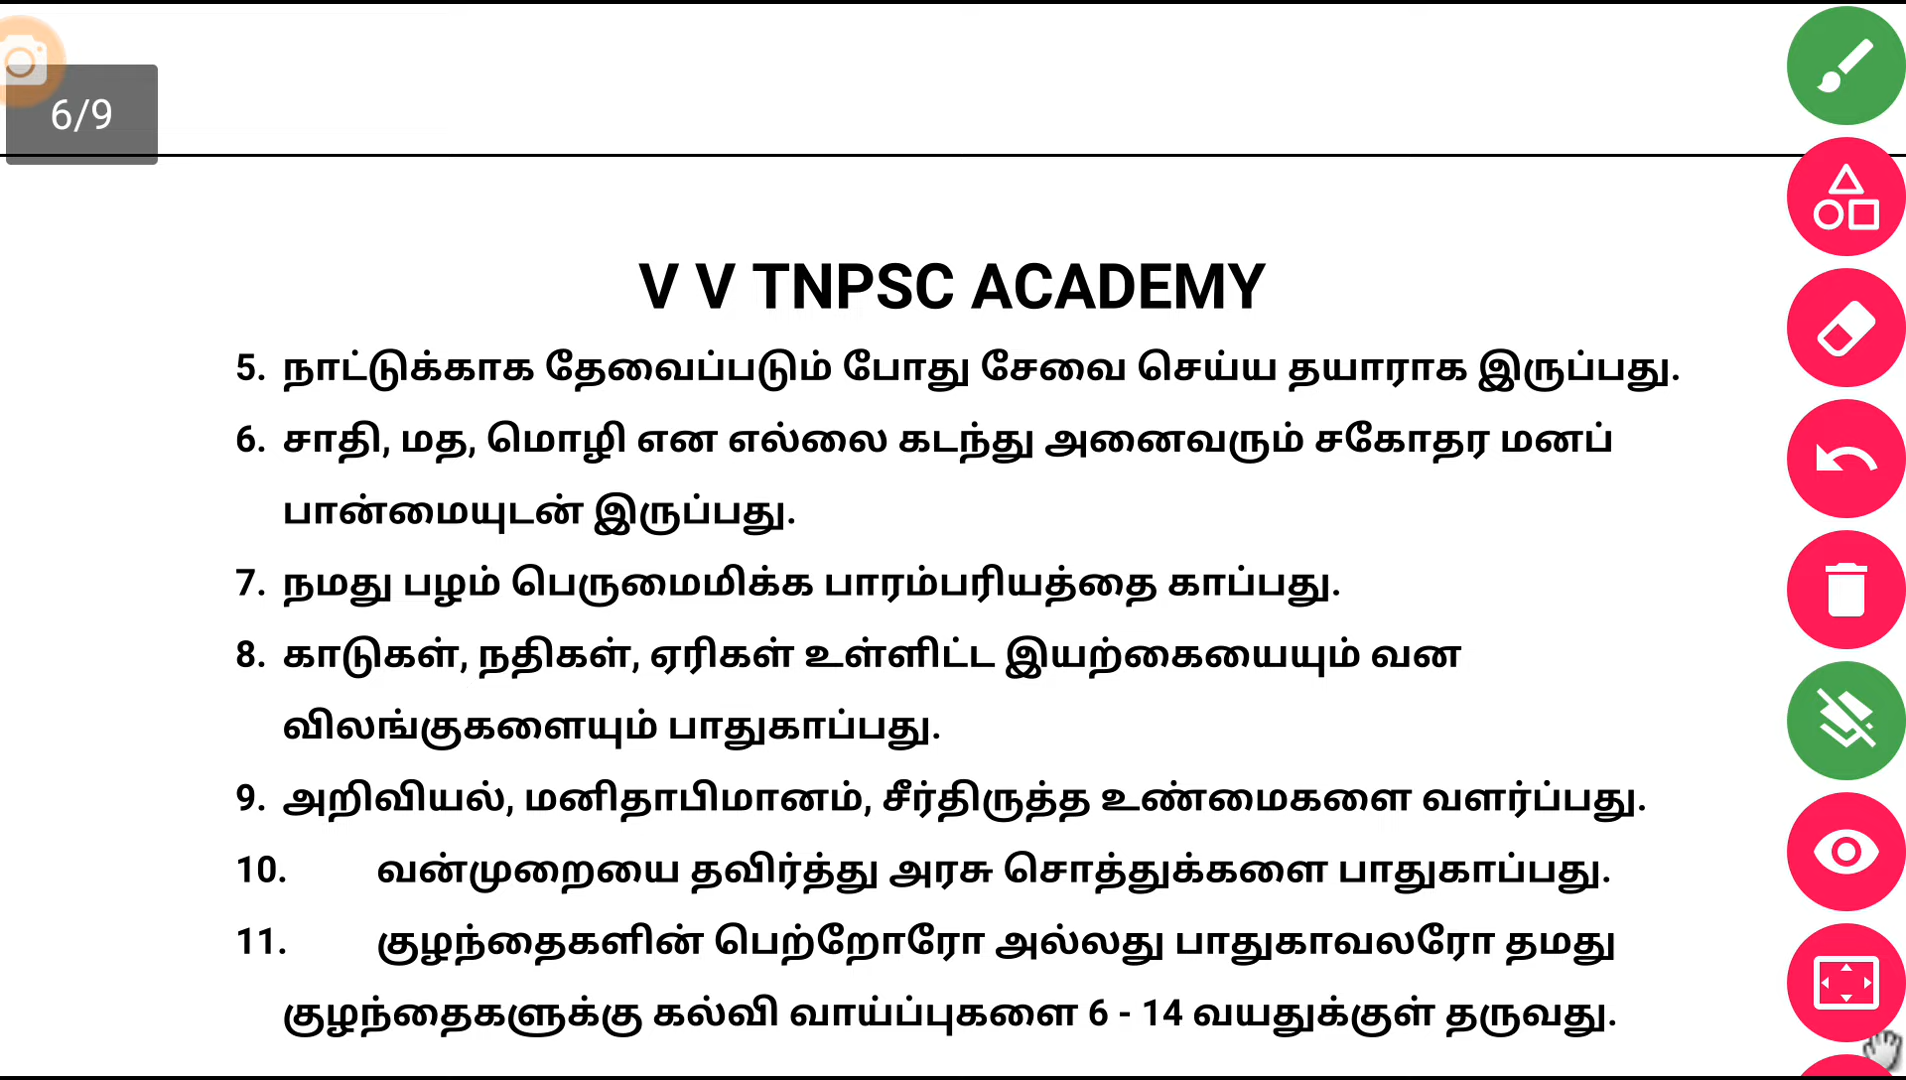 6/9
V V TNPSC ACADEMY
5. நாட்டுக்காக தேவைப்படும் போது சேவை செய்ய தயாராக இருப்பது.
6. சாதி, மத, மொழி என எல்லை கடந்து அனைவரும் சகோதர மனப்
பான்மையுடன் இருப்பது.
7. நமது பழம் பெருமைமிக்க பாரம்பரியத்தை காப்பது.
8. காடுகள், நதிகள், ஏரிகள் உள்ளிட்ட இயற்கையையும் வன
விலங்குகளையும் பாதுகாப்பது.
9. அறிவியல், மனிதாபிமானம், சீர்திருத்த உண்மைகளை வளர்ப்பது.
10. வன்முறையை தவிர்த்து அரசு சொத்துக்களை பாதுகாப்பது.
11. குழந்தைகளின் பெற்றோரோ அல்லது பாதுகாவலரோ தமது
குழந்தைகளுக்கு கல்வி வாய்ப்புகளை 6 - 14 வயதுக்குள் தருவது.